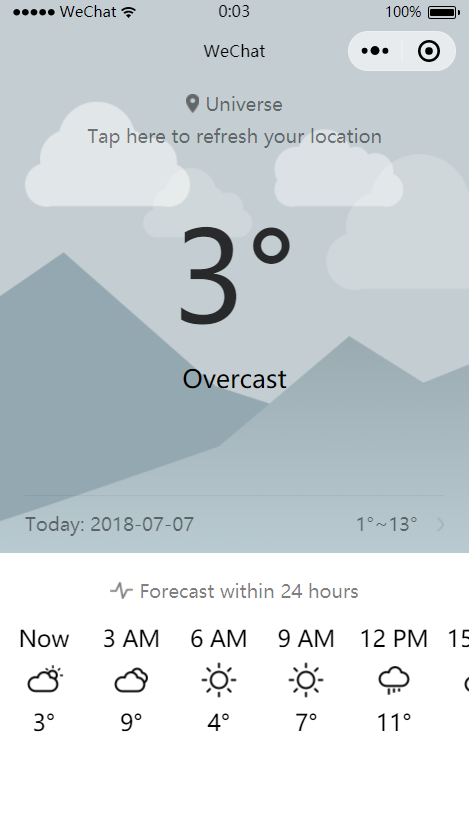 WeChat 0:03 100%
WeChat
Universe
Tap here to refresh your location
3°
Overcast
Today: 2018-07-07 1°~13°
Forecast within 24 hours
Now 3 AM 6 AM 9 AM 12 PM 15
3° 9° 4° 7° 11°